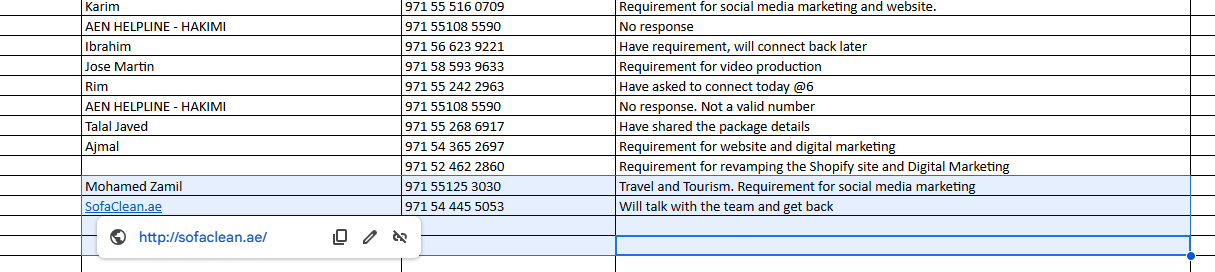 Karim 971 55 516 0709 Requirement for social media marketing and website.
AEN HELPLINE - HAKIMI 971 55108 5590 No response
Ibrahim 971 56 623 9221 Have requirement, will connect back later
Jose Martin 971 58 593 9633 Requirement for video production
Rim 971 55 242 2963 Have asked to connect today @6
AEN HELPLINE - HAKIMI 971 55108 5590 No response. Not a valid number
Talal Javed 971 55 268 6917 Have shared the package details
Ajmal 971 54 365 2697 Requirement for website and digital marketing
971 52 462 2860 Requirement for revamping the Shopify site and Digital Marketing
Mohamed Zamil 971 55125 3030 Travel and Tourism. Requirement for social media marketing
SofaClean.ae 971 54 445 5053 Will talk with the team and get back
http://sofaclean.ae/